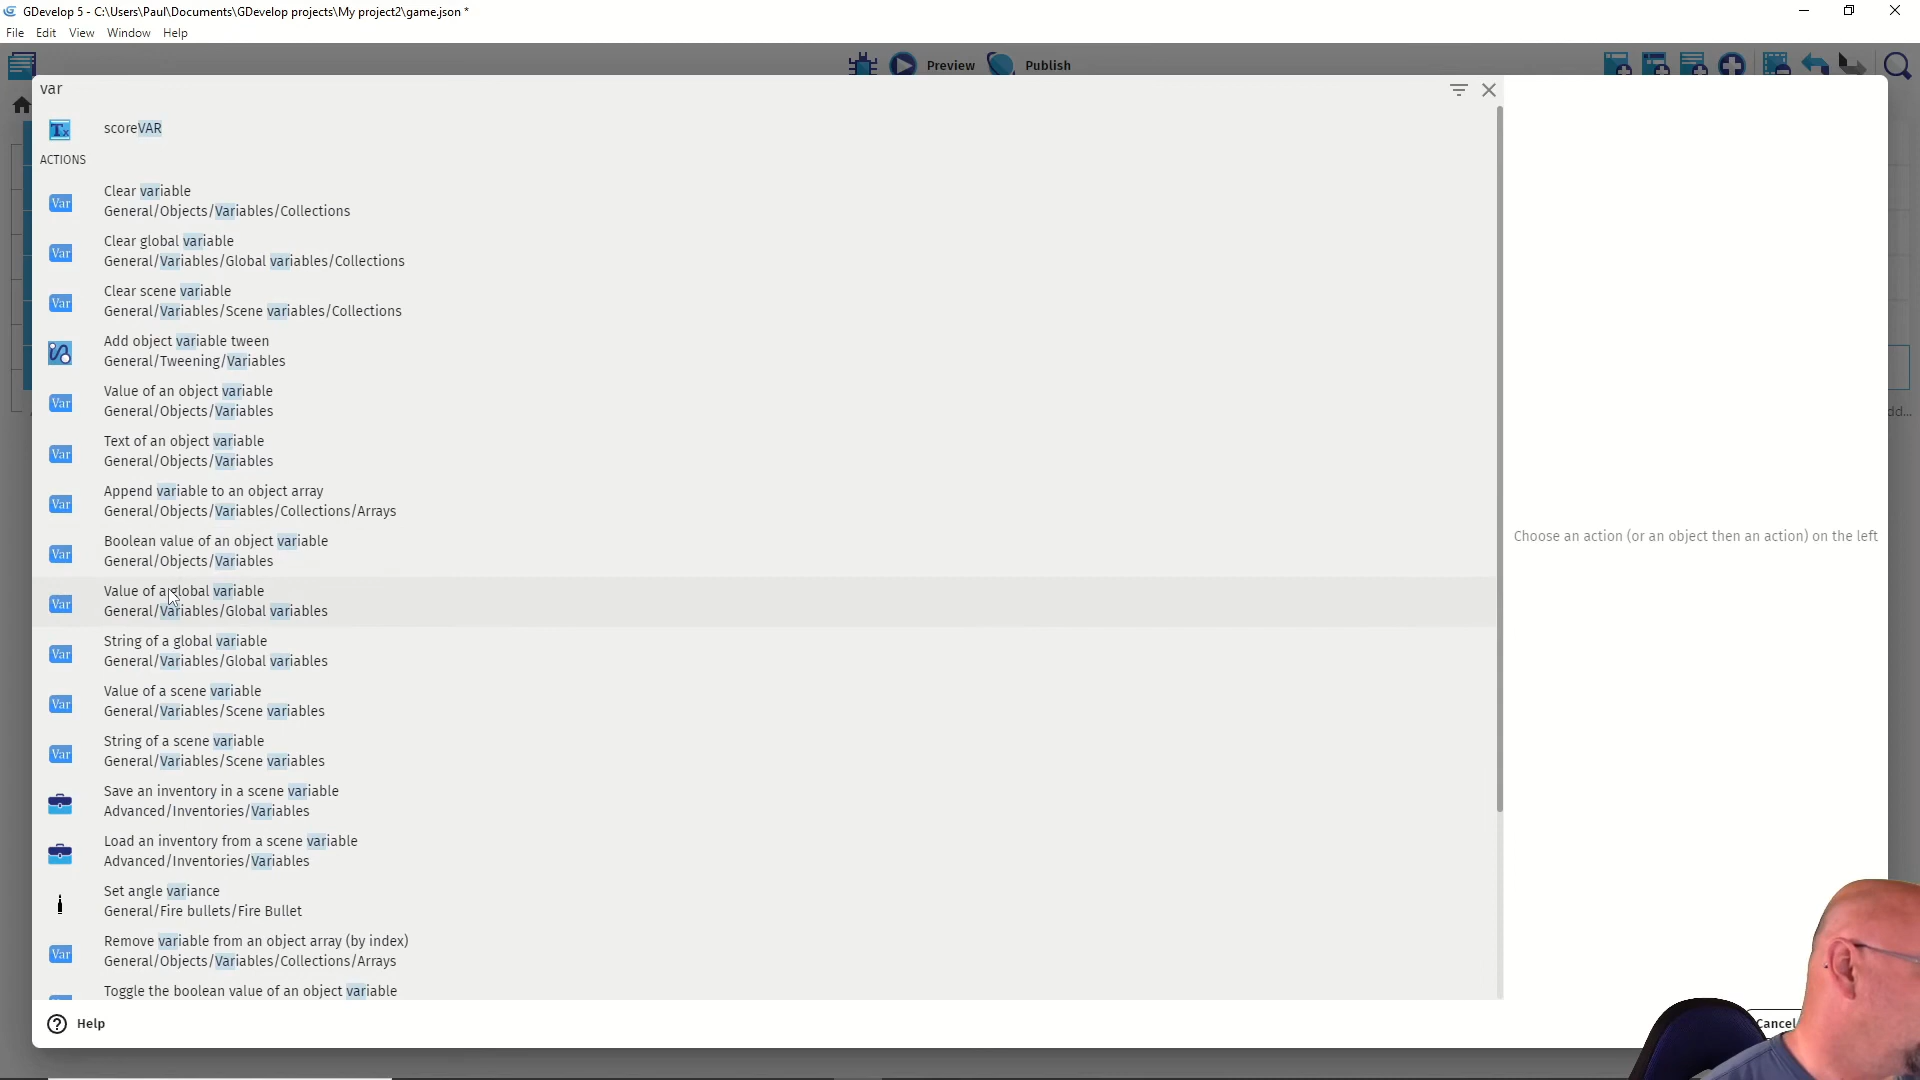 GDevelop 5 - C:\Users\Paul\Documents\GDevelop projects\My project2\game.json *
File Edit View Window Help
Preview Publish
var
scoreVAR
ACTIONS
Clear variable
General/Objects/Variables/Collections
Clear global variable
General/Variables/Global variables/Collections
Clear scene variable
General/Variables/Scene variables/Collections
Add object variable tween
General/Tweening/Variables
Value of an object variable
General/Objects/Variables
Text of an object variable
General/Objects/Variables
Append variable to an object array
General/Objects/Variables/Collections/Arrays
Boolean value of an object variable
General/Objects/Variables
Choose an action (or an object then an action) on the left
Value of a global variable
General/Variables/Global variables
String of a global variable
General/Variables/Global variables
Value of a scene variable
General/Variables/Scene variables
String of a scene variable
General/Variables/Scene variables
Save an inventory in a scene variable
Advanced/Inventories/Variables
Load an inventory from a scene variable
Advanced/Inventories/Variables
Set angle variance
General/Fire bullets/Fire Bullet
Remove variable from an object array (by index)
General/Objects/Variables/Collections/Arrays
Toggle the boolean value of an object variable
Help
Cancel